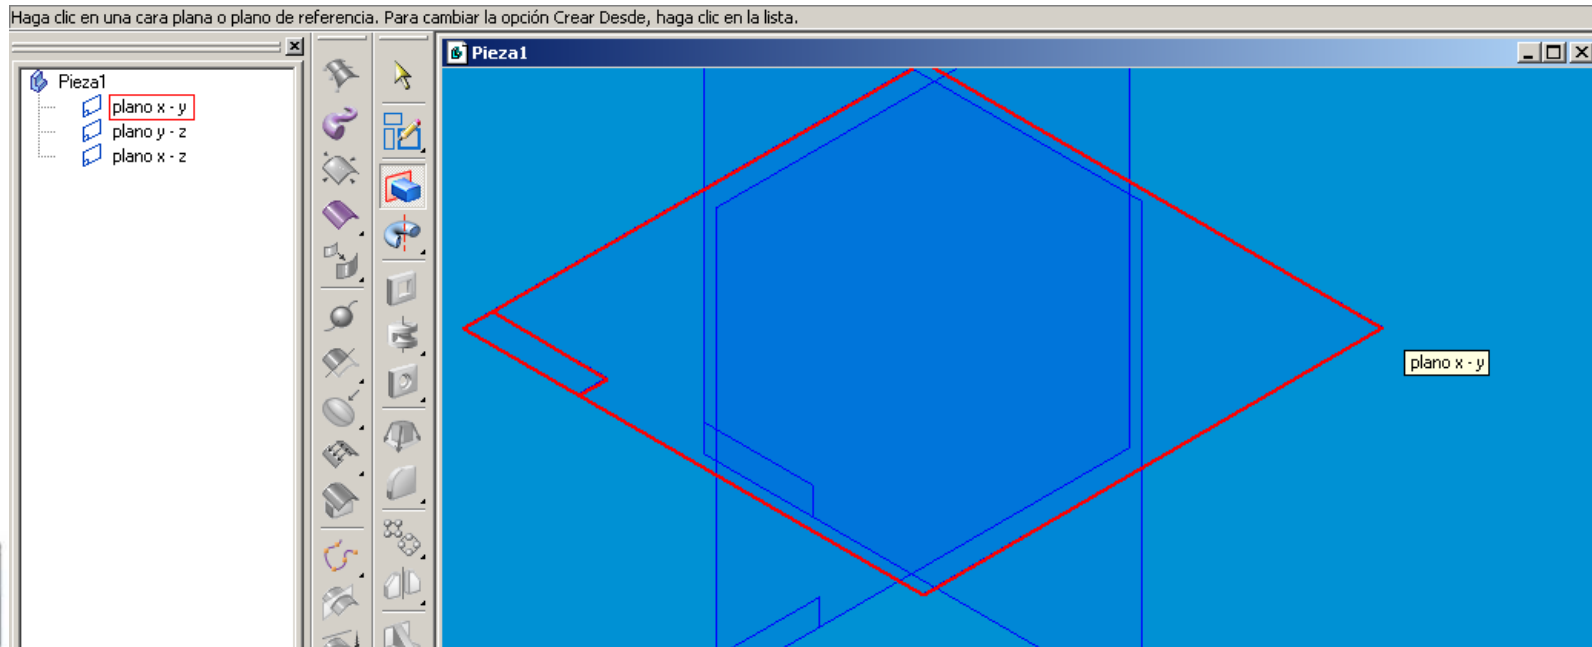 Haga clic en una cara plana o plano de referencia. Para cambiar la opción Crear Desde, haga clic en la lista.
Pieza1
Pieza1
plano x - y
plano y - z
plano x - z
plano x - y